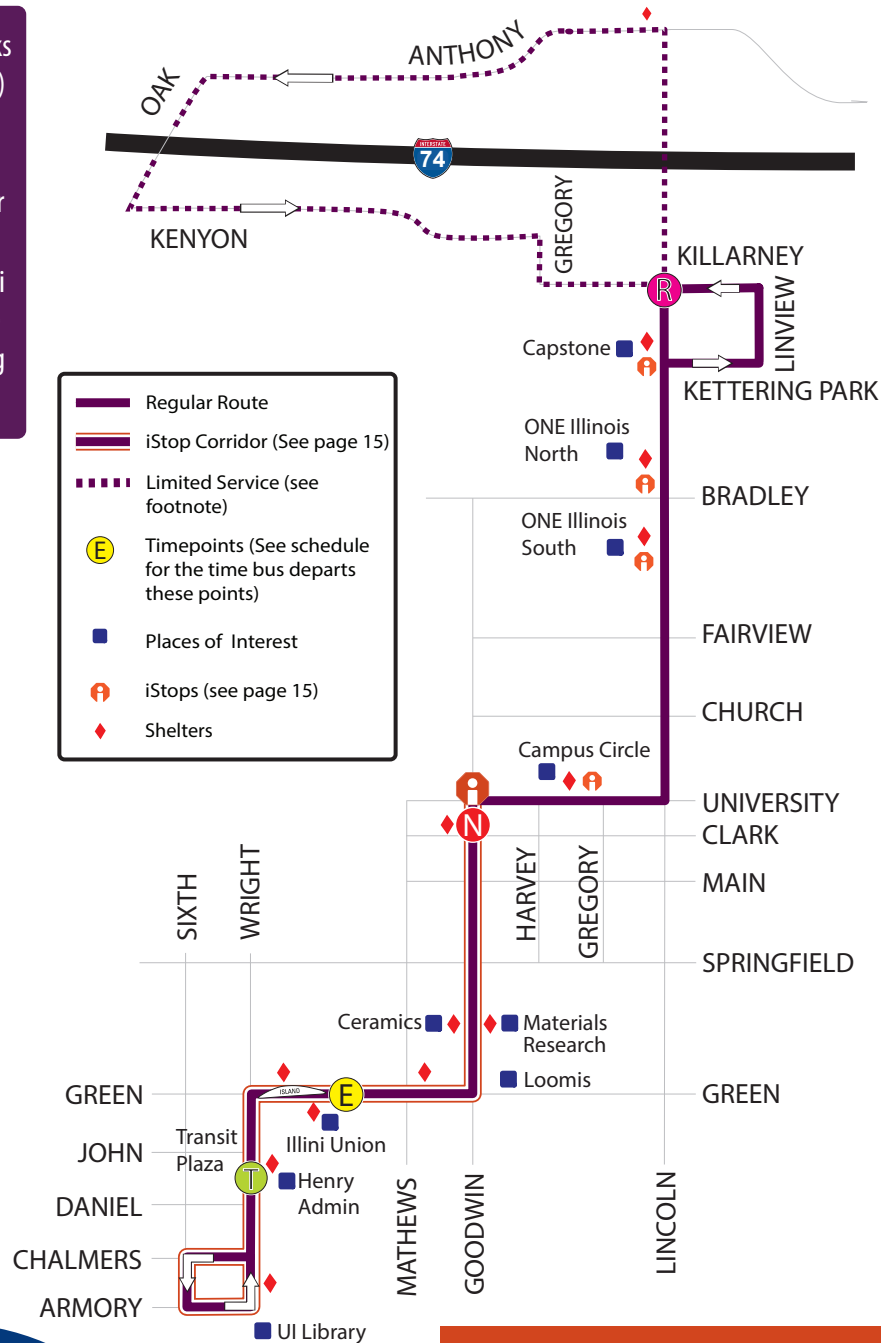 ks
)
r
i
g
ANTHONY
OAK
INTERSTATE
74
KENYON
GREGORY
KILLARNEY
R
LINVIEW
Capstone
KETTERING PARK
Regular Route
iStop Corridor (See page 15)
Limited Service (see
footnote)
E
Timepoints (See schedule
for the time bus departs
these points)
Places of Interest
iStops (see page 15)
Shelters
ONE Illinois
North
BRADLEY
ONE Illinois
South
FAIRVIEW
CHURCH
Campus Circle
UNIVERSITY
N
CLARK
MAIN
HARVEY
GREGORY
SIXTH
WRIGHT
SPRINGFIELD
Ceramics
Materials
Research
Loomis
GREEN
ISLAND
E
GREEN
Illini Union
JOHN
Transit
Plaza
T
Henry
Admin
DANIEL
MATHEWS
GOODWIN
LINCOLN
CHALMERS
ARMORY
UI Library